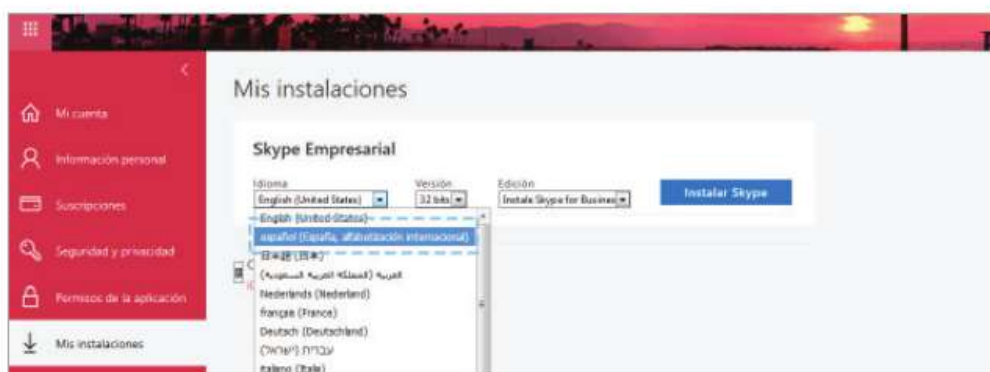 Mis instalaciones
Mi cuenta
Información personal
Suscripciones
Seguridad y privacidad
Permisos de la aplicación
Mis instalaciones
Skype Empresarial
Idioma Versión Edición
English (United States) 32 bits Instale Skype for Busines Instalar Skype
English (United States)
español (España, alfabetización internacional)
日本語 (日本)
العربية (المملكة العربية السعودية)
Nederlands (Nederland)
français (France)
Deutsch (Deutschland)
עברית (ישראל)
italiano (Italia)